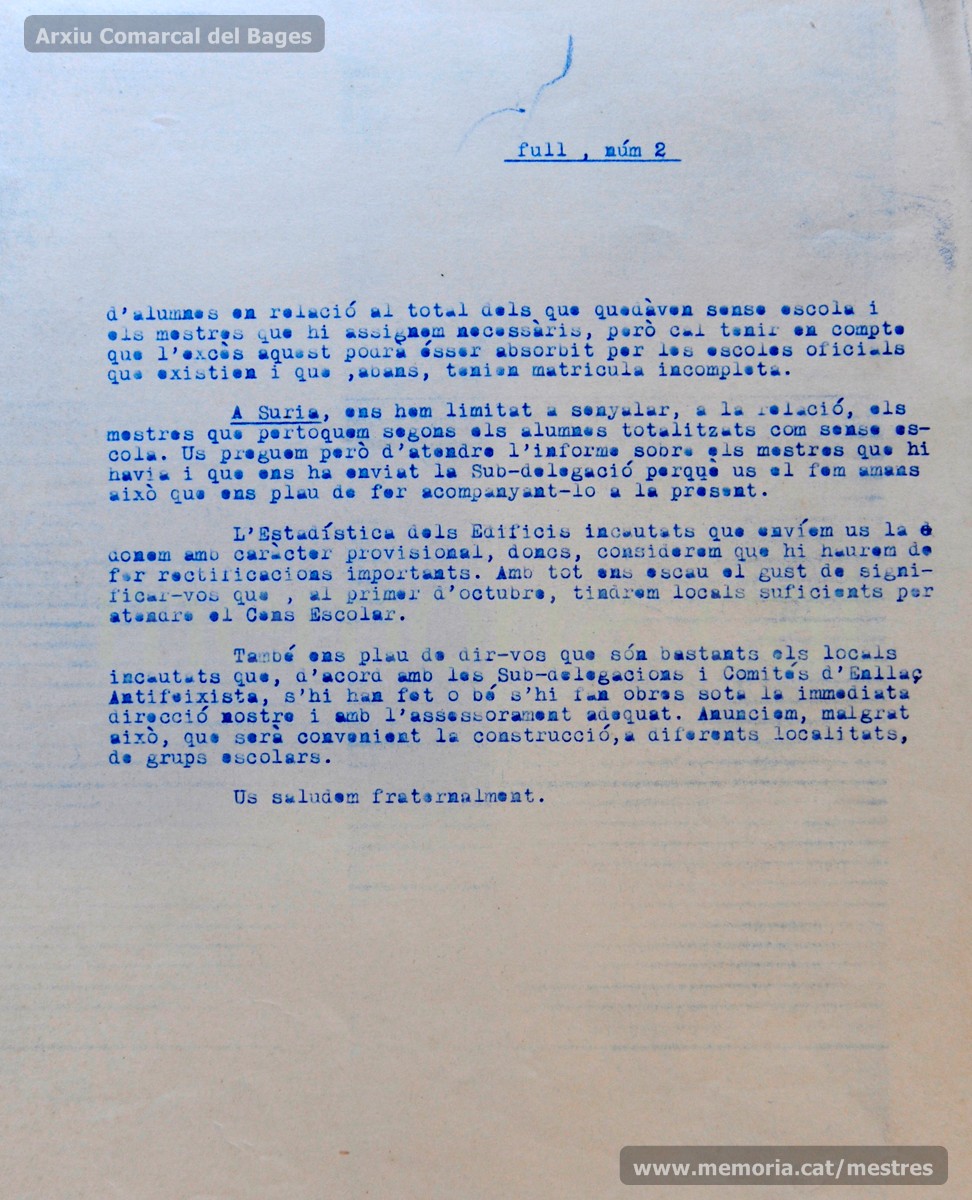 Arxiu Comarcal del Bages
full , núm 2
d'alumnes en relació al total dels que quedàven sense escola i
els mestres que hi assignem necessàris, però cal tenir en compte
que l'excés aquest podrà ésser absorbit per les escoles oficials
que existien i que ,abans, tenien matricula incompleta.
A Suria, ens hem limitat a senyalar, a la relació, els
mestres que pertoquem segons els alumnes totalitzats com sense es-
cola. Us preguem però d'atendre l'informe sobre els mestres que hi
havia i que ens ha enviat la Sub-delegació perquè us el fem amans
això que ens plau de fer acompanyant-lo a la present.
L'Estadística dels Edificis incautats que envíem us la
donem amb caràcter provisional, doncs, considerem que hi haurem de
fer rectificacions importants. Amb tot ens escau el gust de signi-
ficar-vos que , al primer d'octubre, tindrem locals suficients per
atendre el Cens Escolar.
També ens plau de dir-vos que són bastants els locals
incautats que, d'acord amb les Sub-delegacions i Comités d'Enllaç
Antifeixista, s'hi han fet o bé s'hi fan obres sota la immediata
direcció nostre i amb l'assessorament adequat. Anunciem, malgrat
això, que serà convenient la construcció,a diferents localitats,
de grups escolars.
Us saludem fraternalment.
www.memoria.cat/mestres